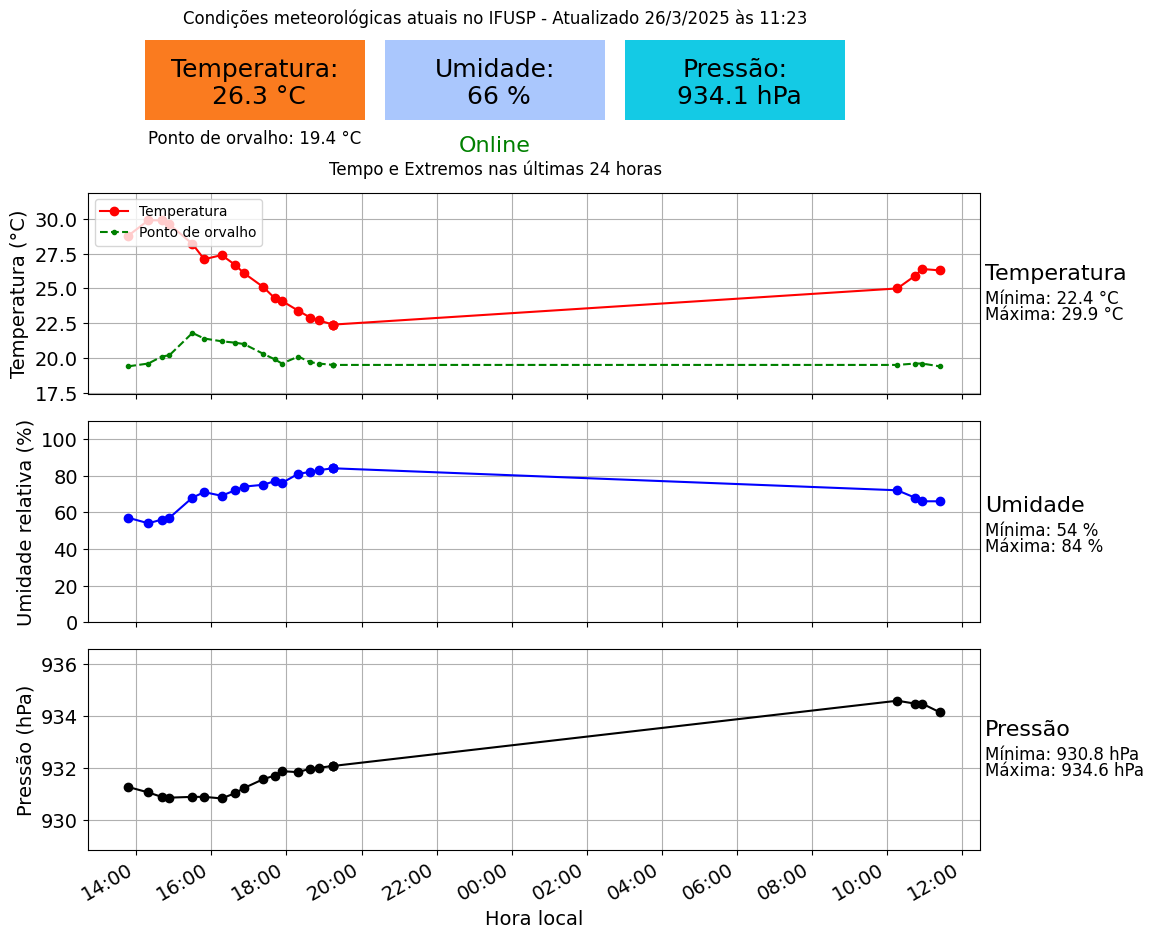 Condições meteorológicas atuais no IFUSP - Atualizado 26/3/2025 às 11:23
Temperatura:
26.3 °C
Umidade:
66 %
Pressão:
934.1 hPa
Ponto de orvalho: 19.4 °C
Online
Tempo e Extremos nas últimas 24 horas
Temperatura (°C)
30.0
27.5
25.0
22.5
20.0
17.5
Temperatura
Ponto de orvalho
Temperatura
Mínima: 22.4 °C
Máxima: 29.9 °C
Umidade relativa (%)
100
80
60
40
20
0
Umidade
Mínima: 54 %
Máxima: 84 %
Pressão (hPa)
936
934
932
930
Pressão
Mínima: 930.8 hPa
Máxima: 934.6 hPa
14:00 16:00 18:00 20:00 22:00 00:00 02:00 04:00 06:00 08:00 10:00 12:00
Hora local